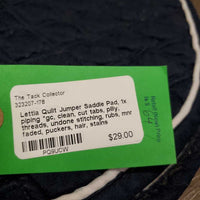 The Tack Collector
323207-178
Lettia Quilt Jumper Saddle Pad, 1x
piping *gc, clean, cut tabs, pilly,
threads, undone stitching, rubs, mnr
faded, puckers, hair, stains
$29.00
PQ9UCW